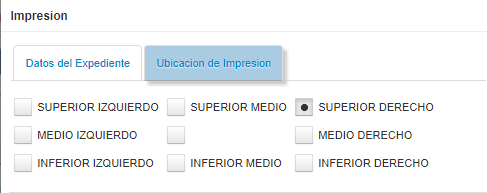 Impresion
Datos del Expediente Ubicacion de Impresion
SUPERIOR IZQUIERDO SUPERIOR MEDIO SUPERIOR DERECHO
MEDIO IZQUIERDO MEDIO DERECHO
INFERIOR IZQUIERDO INFERIOR MEDIO INFERIOR DERECHO